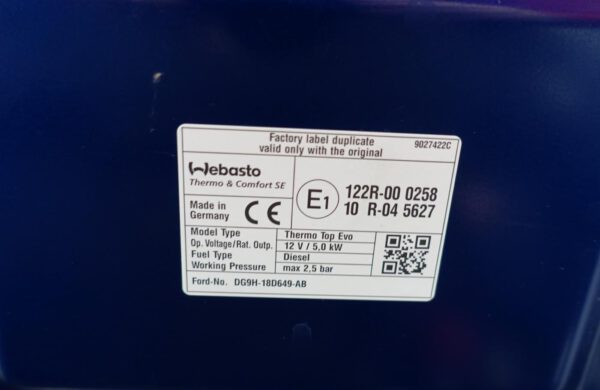 Factory label duplicate
valid only with the original
9027422C
Webasto
Thermo & Comfort SE
Made in
Germany
CE
E1
122R-00 0258
10 R-04 5627
Model Type Thermo Top Evo
Op. Voltage/Rat. Outp. 12 V / 5,0 kW
Fuel Type Diesel
Working Pressure max 2,5 bar
Ford-No. DG9H-18D649-AB